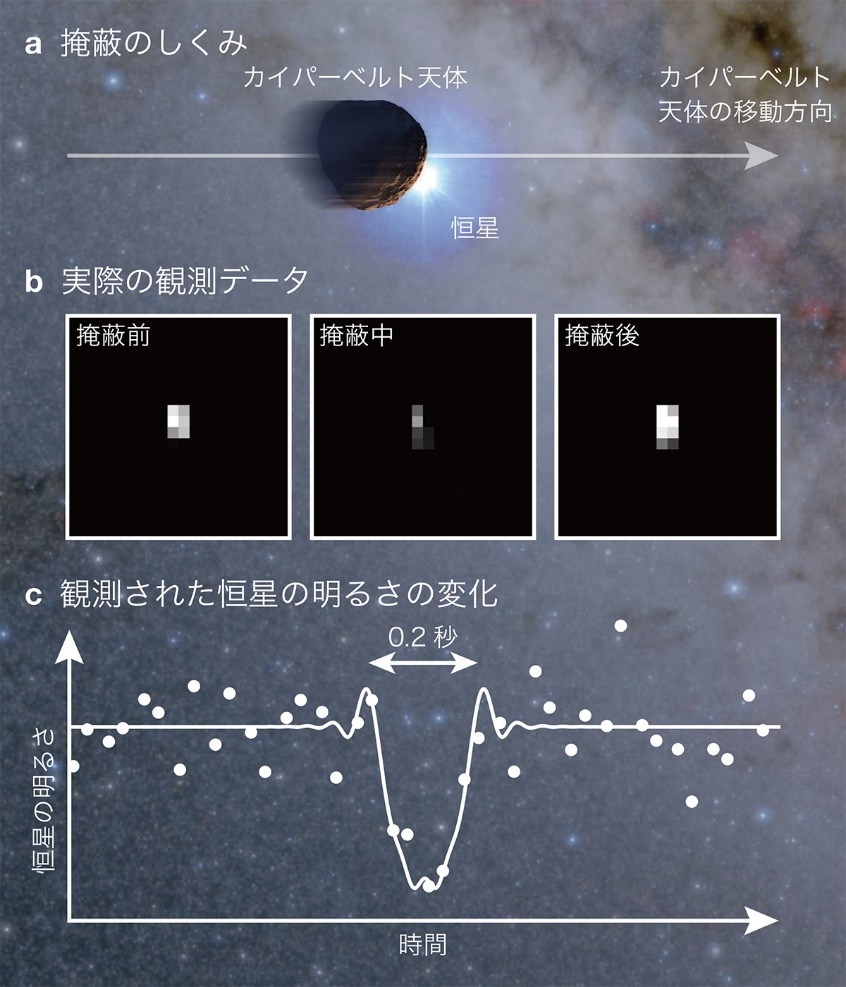 a 掩蔽のしくみ
カイパーベルト天体
カイパーベルト
天体の移動方向
恒星
b 実際の観測データ
掩蔽前
掩蔽中
掩蔽後
c 観測された恒星の明るさの変化
0.2 秒
恒星の明るさ
時間